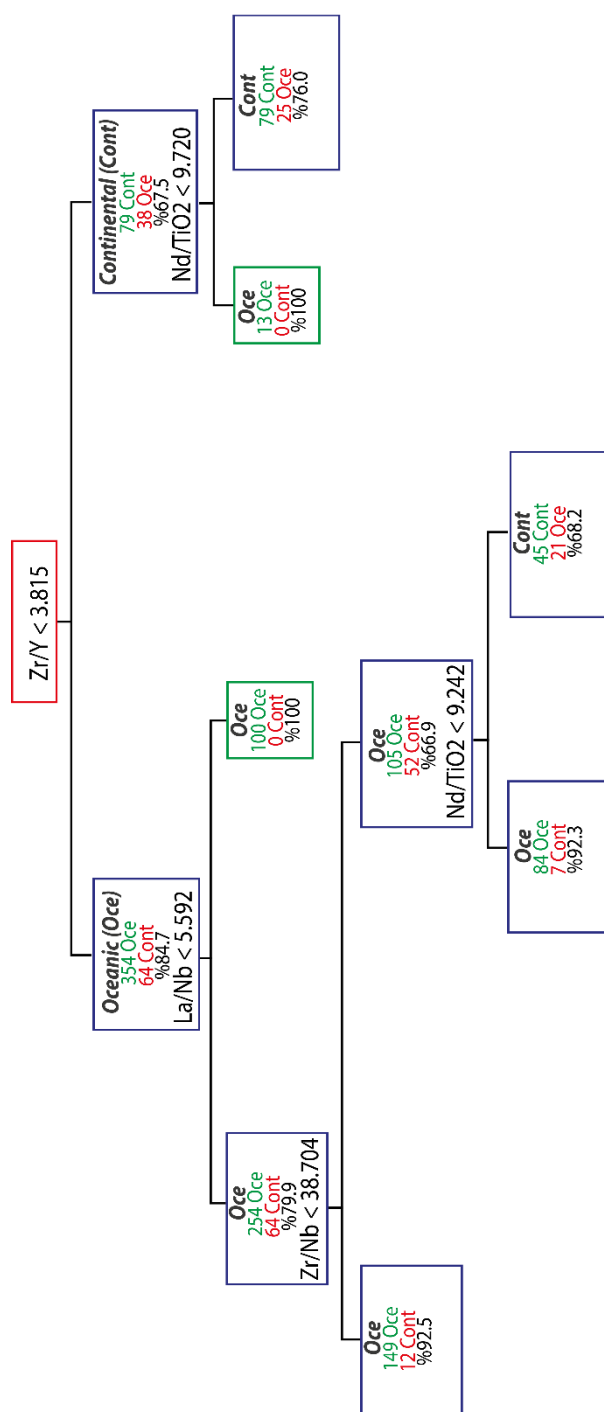 Zr/Y < 3.815
Oceanic (Oce)
354 Oce
64 Cont
%84.7
La/Nb < 5.592
Continental (Cont)
79 Cont
38 Oce
%67.5
Nd/TiO2 < 9.720
Oce
254 Oce
64 Cont
%79.9
Zr/Nb < 38.704
Oce
100 Oce
0 Cont
%100
Oce
13 Oce
0 Cont
%100
Cont
79 Cont
25 Oce
%76.0
Oce
149 Oce
12 Cont
%92.5
Oce
105 Oce
52 Cont
%66.9
Nd/TiO2 < 9.242
Oce
84 Oce
7 Cont
%92.3
Cont
45 Cont
21 Oce
%68.2